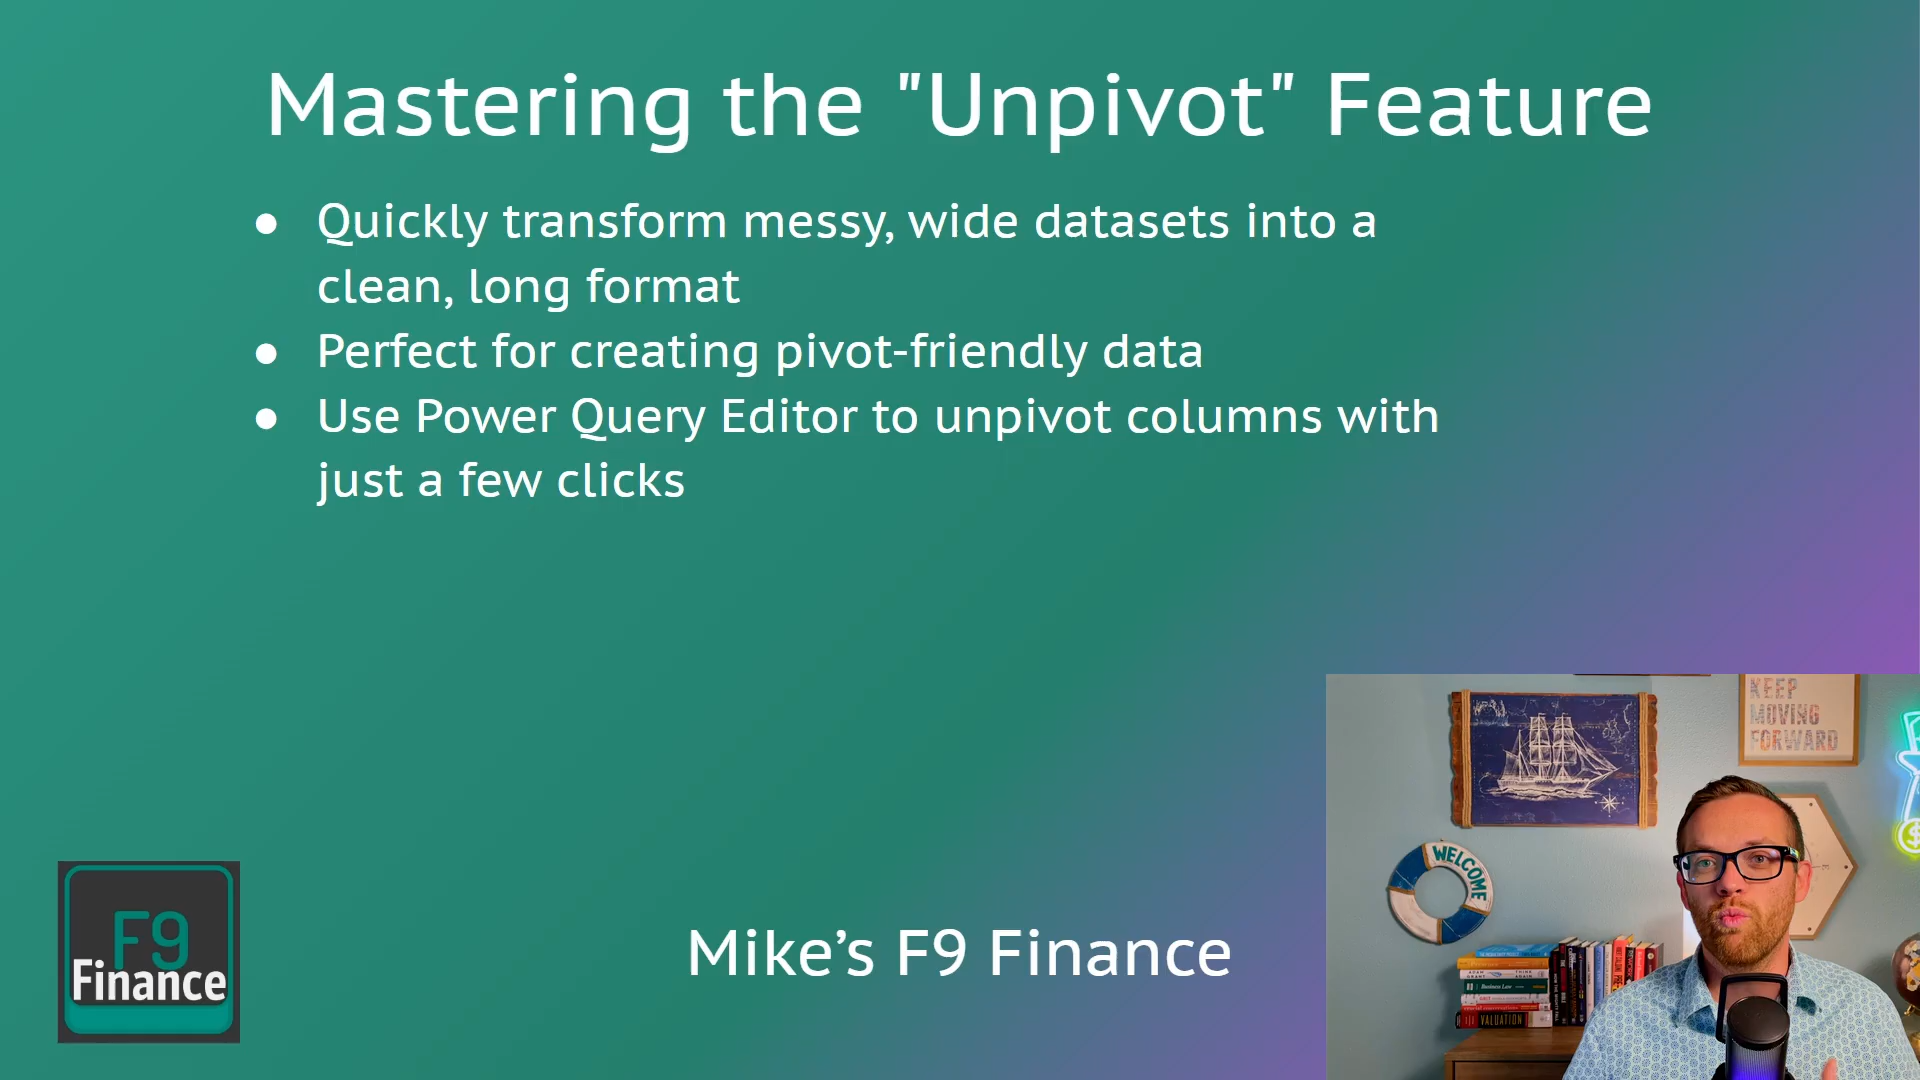 Mastering the "Unpivot" Feature
● Quickly transform messy, wide datasets into a
clean, long format
● Perfect for creating pivot-friendly data
● Use Power Query Editor to unpivot columns with
just a few clicks
Mike’s F9 Finance
F9
Finance
KEEP
MOVING
FORWARD
WELCOME
Business Law
VALUATION